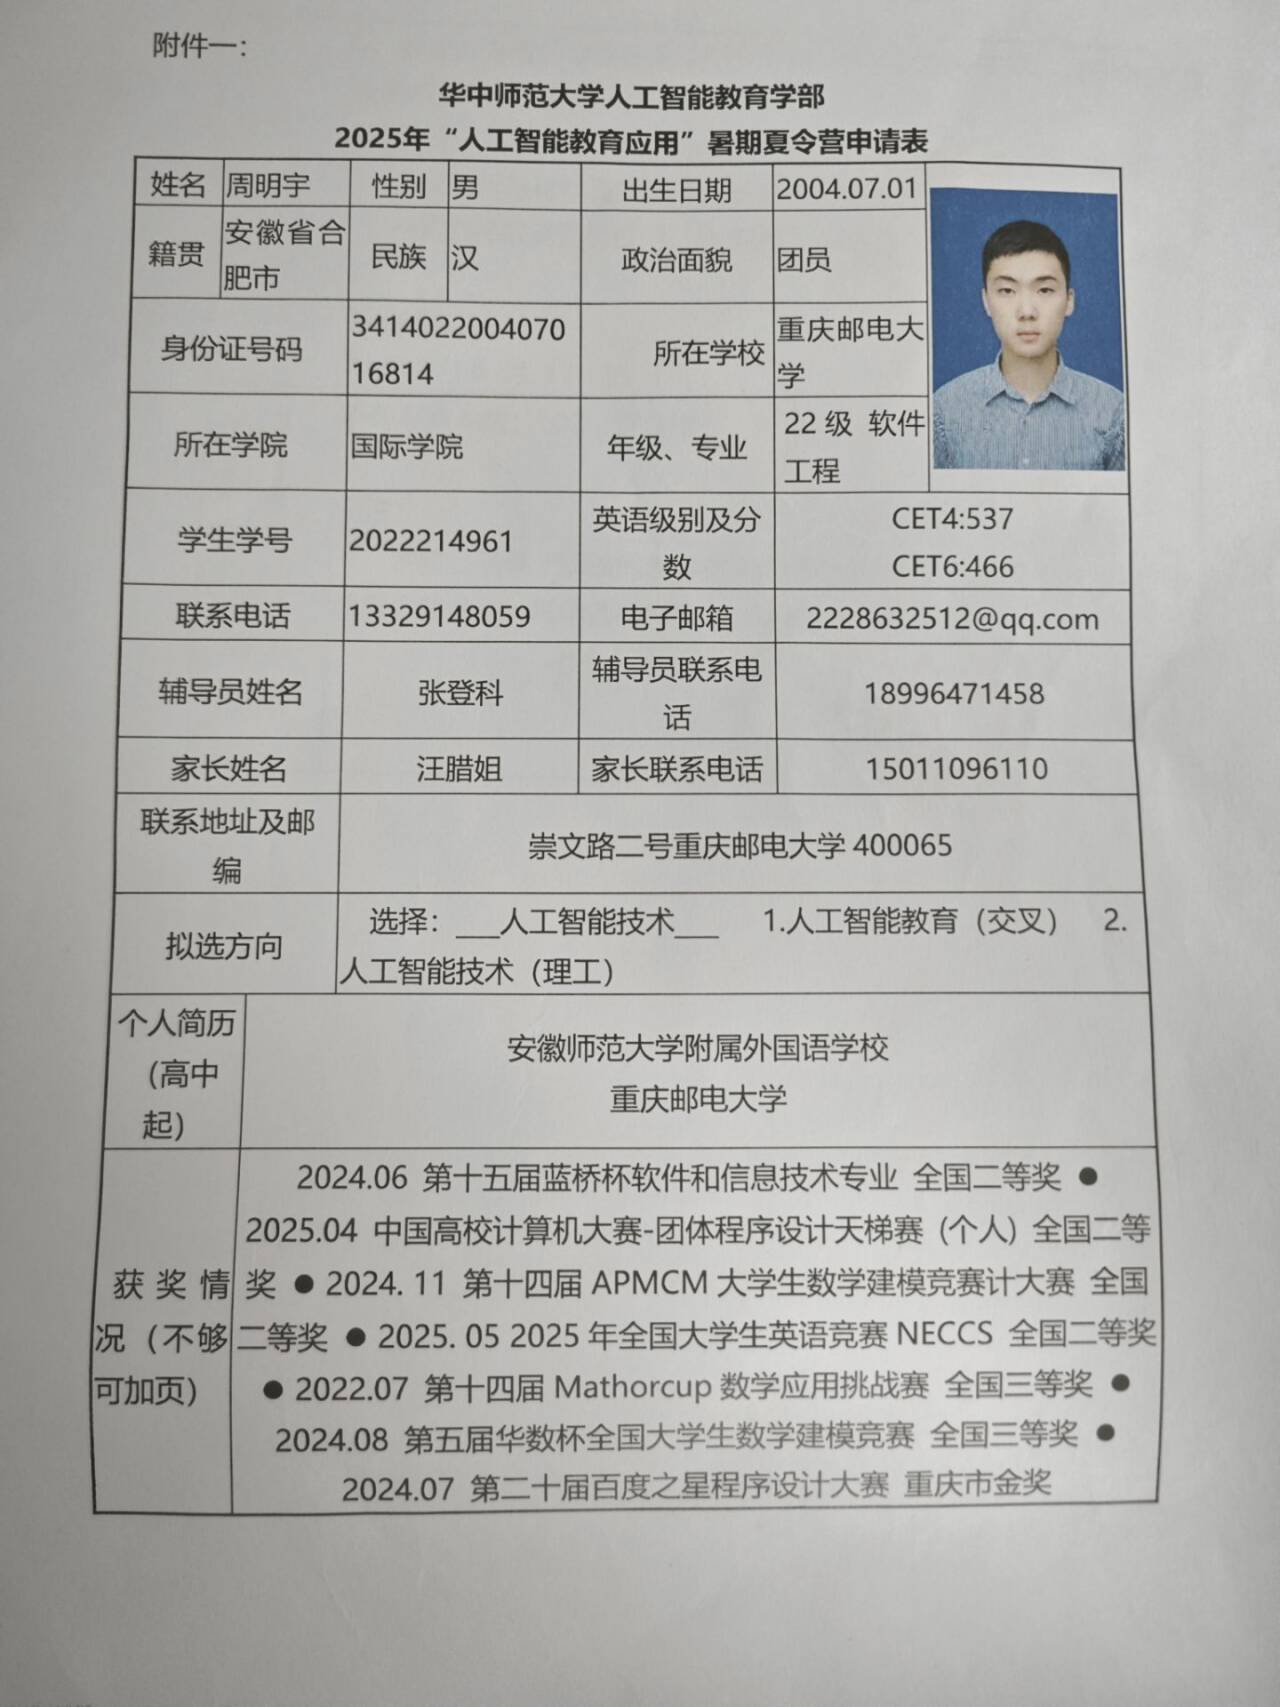 附件一：
华中师范大学人工智能教育学部
2025年“人工智能教育应用”暑期夏令营申请表
姓名 周明宇 性别 男 出生日期 2004.07.01
籍贯 安徽省合
肥市 民族 汉 政治面貌 团员
身份证号码 3414022004070
16814 所在学校 重庆邮电大
学
所在学院 国际学院 年级、专业 22 级 软件
工程
学生学号 2022214961 英语级别及分
数 CET4:537
CET6:466
联系电话 13329148059 电子邮箱 2228632512@qq.com
辅导员姓名 张登科 辅导员联系电
话 18996471458
家长姓名 汪腊姐 家长联系电话 15011096110
联系地址及邮
编 崇文路二号重庆邮电大学 400065
拟选方向 选择：___人工智能技术___ 1.人工智能教育（交叉） 2.
人工智能技术（理工）
个人简历
（高中
起） 安徽师范大学附属外国语学校
重庆邮电大学
获奖情
况（不够
可加页）
2024.06 第十五届蓝桥杯软件和信息技术专业 全国二等奖 ●
2025.04 中国高校计算机大赛-团体程序设计天梯赛（个人）全国二等
奖 ● 2024. 11 第十四届 APMCM 大学生数学建模竞赛计大赛 全国
二等奖 ● 2025. 05 2025 年全国大学生英语竞赛 NECCS 全国二等奖
● 2022.07 第十四届 Mathorcup 数学应用挑战赛 全国三等奖 ●
2024.08 第五届华数杯全国大学生数学建模竞赛 全国三等奖 ●
2024.07 第二十届百度之星程序设计大赛 重庆市金奖